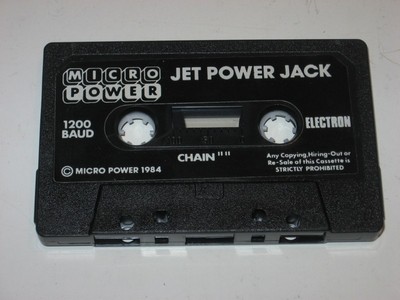 MICRO
POWER
JET POWER JACK
1200
BAUD
ELECTRON
CHAIN""
© MICRO POWER 1984
Any Copying,Hiring-Out or
Re-Sale of this Cassette is
STRICTLY PROHIBITED